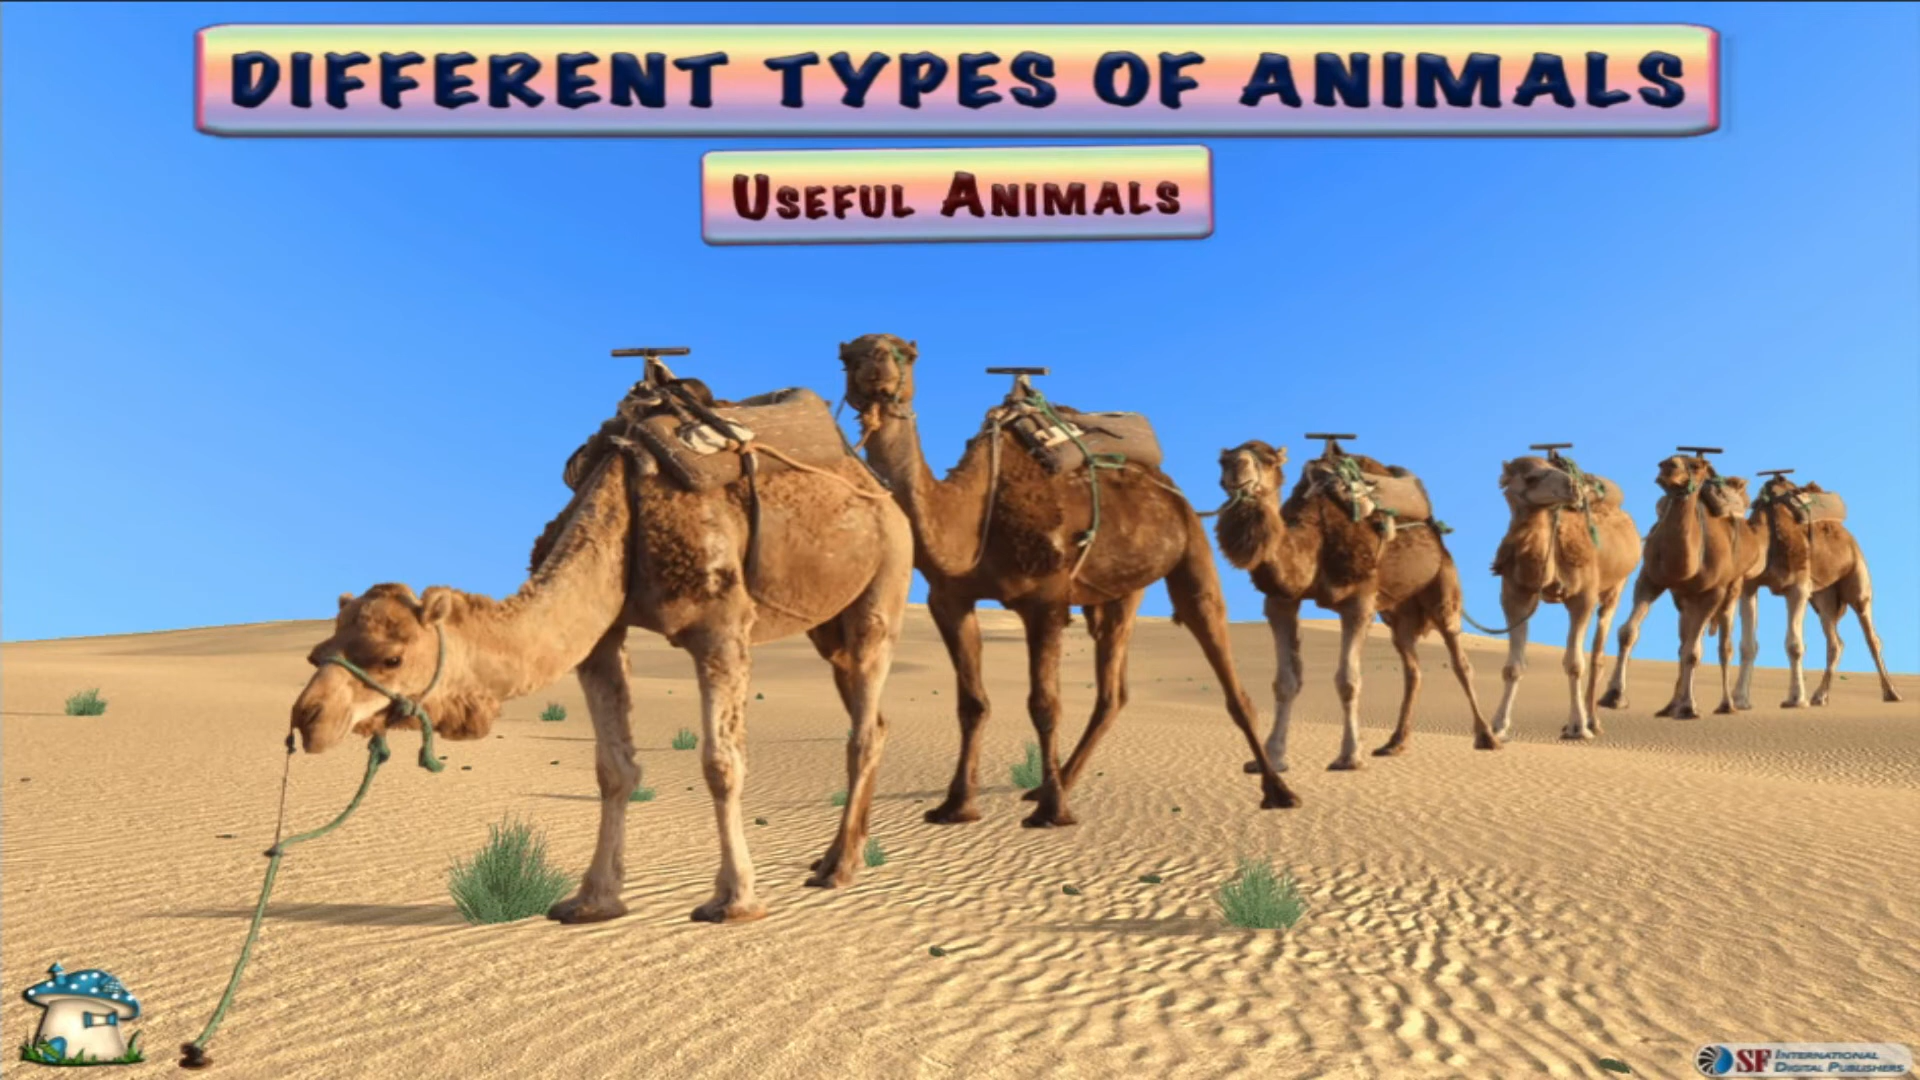 DIFFERENT TYPES OF ANIMALS
USEFUL ANIMALS
SF INTERNATIONAL
DIGITAL PUBLISHERS